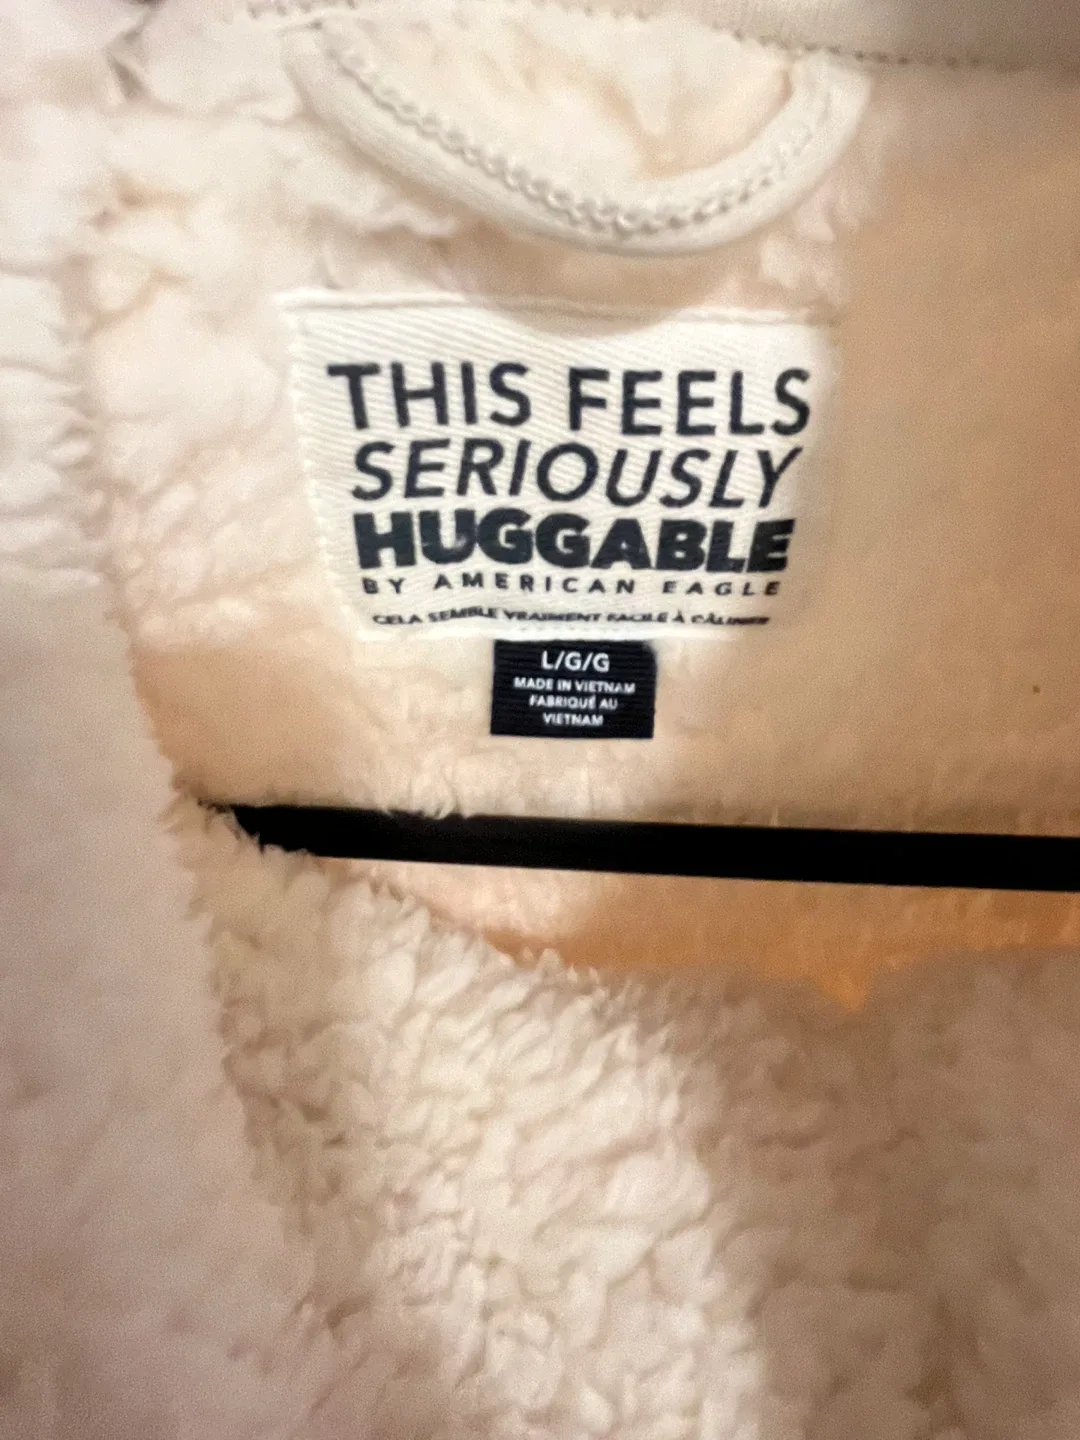 THIS FEELS
SERIOUSLY
HUGGABLE
BY AMERICAN EAGLE
CELA SEMBLE VRAIMENT FACILE À CÂLINER
L/G/G
MADE IN VIETNAM
FABRIQUÉ AU
VIETNAM